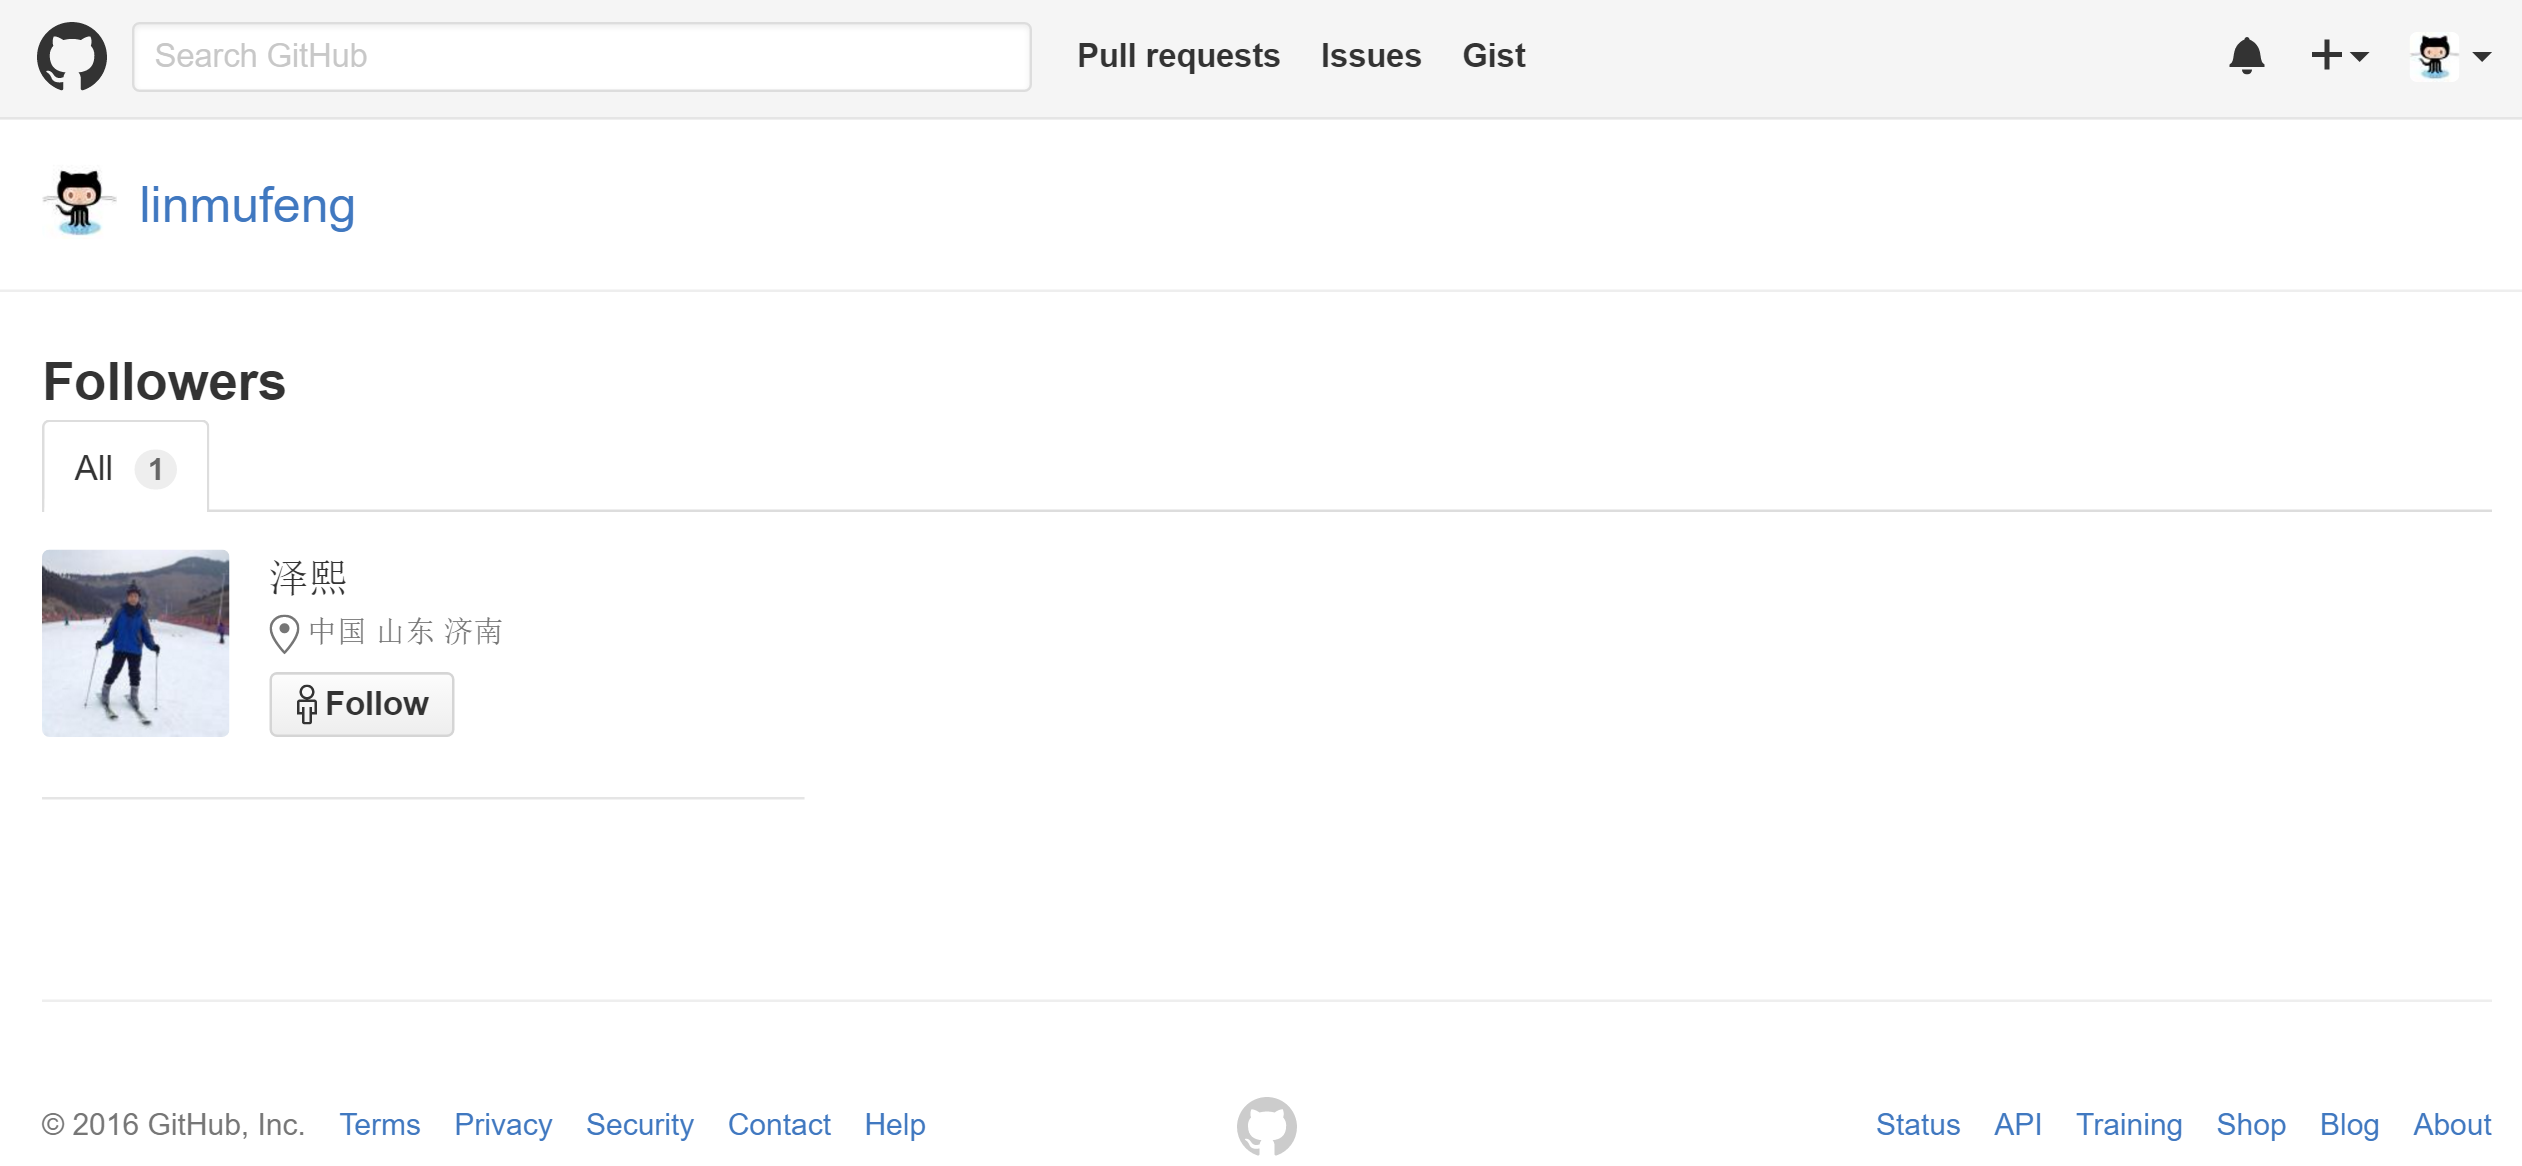 Search GitHub Pull requests Issues Gist
linmufeng
Followers
All 1
泽熙
中国 山东 济南
Follow
© 2016 GitHub, Inc. Terms Privacy Security Contact Help Status API Training Shop Blog About